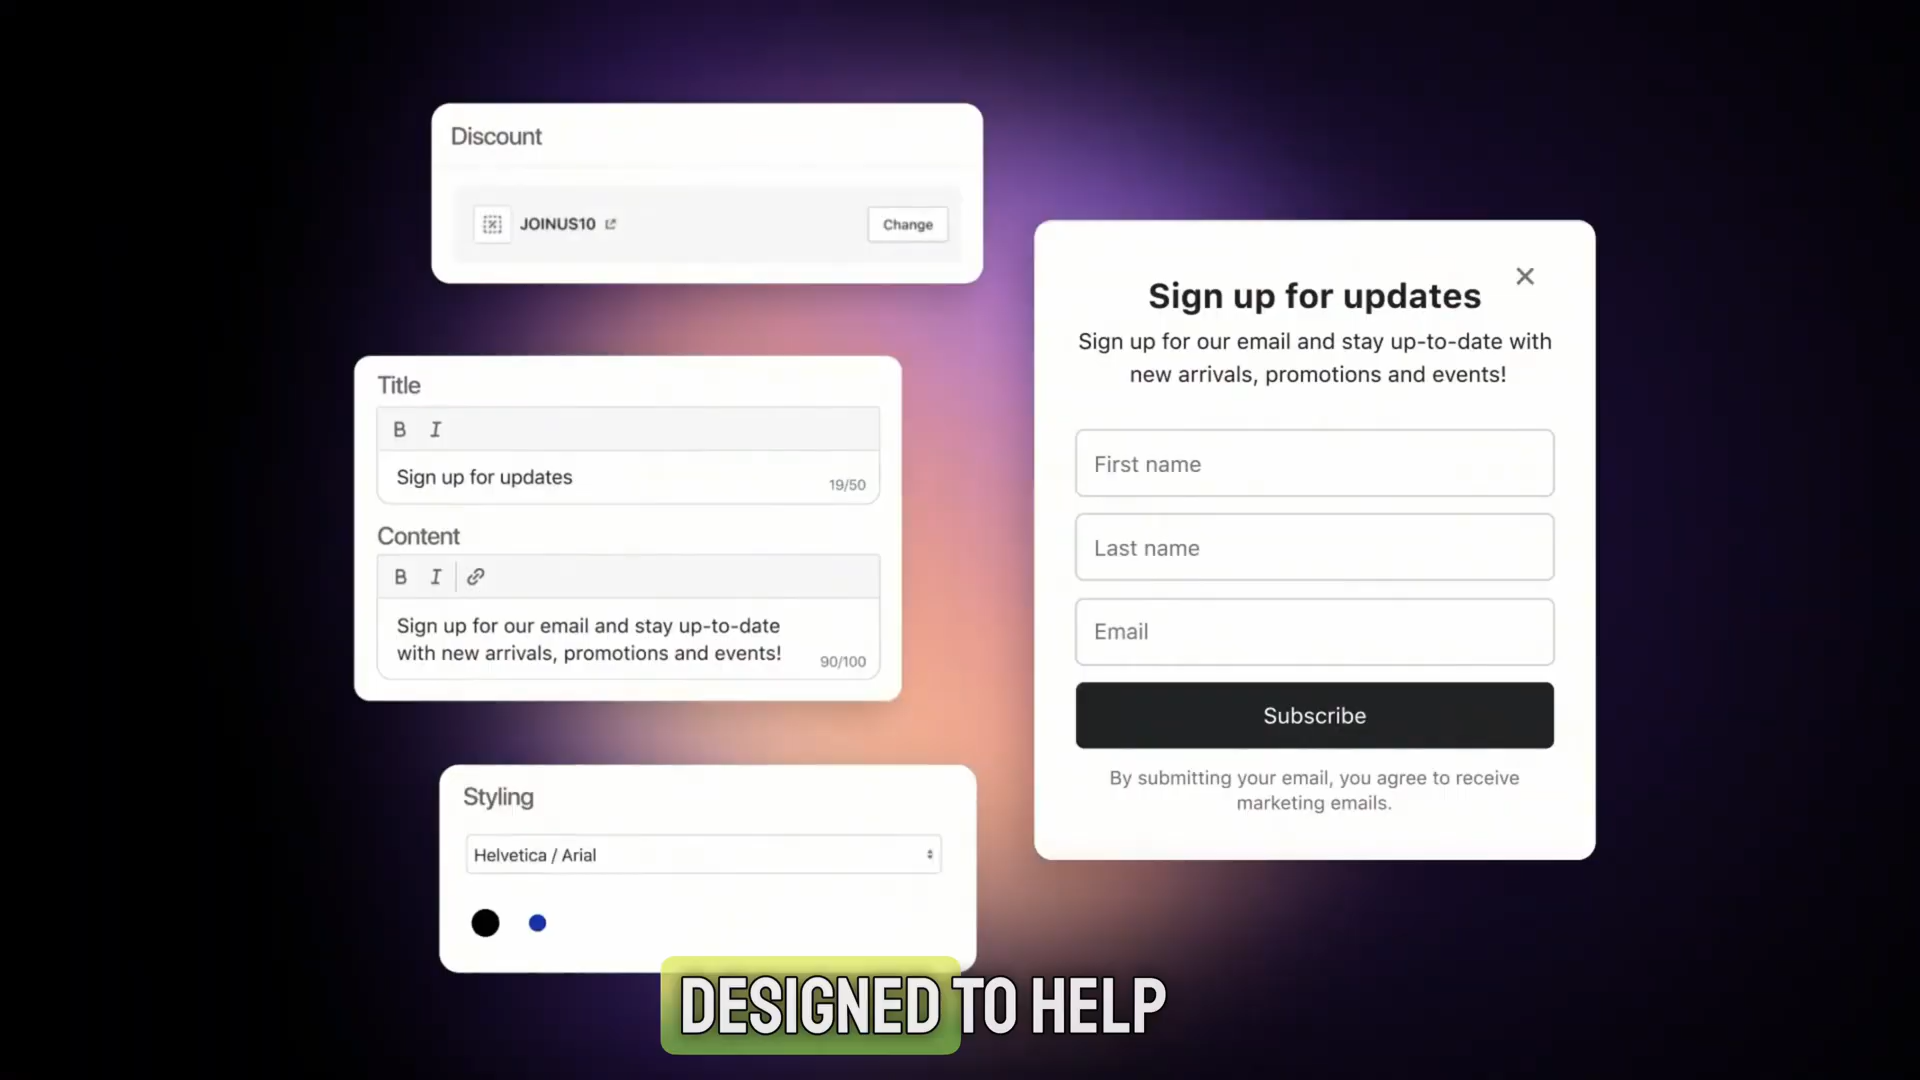 Discount
JOINUS10
Change
Title
B I
Sign up for updates
19/50
Content
B I
Sign up for our email and stay up-to-date
with new arrivals, promotions and events!
90/100
Styling
Helvetica / Arial
Sign up for updates
Sign up for our email and stay up-to-date with
new arrivals, promotions and events!
First name
Last name
Email
Subscribe
By submitting your email, you agree to receive
marketing emails.
DESIGNED TO HELP